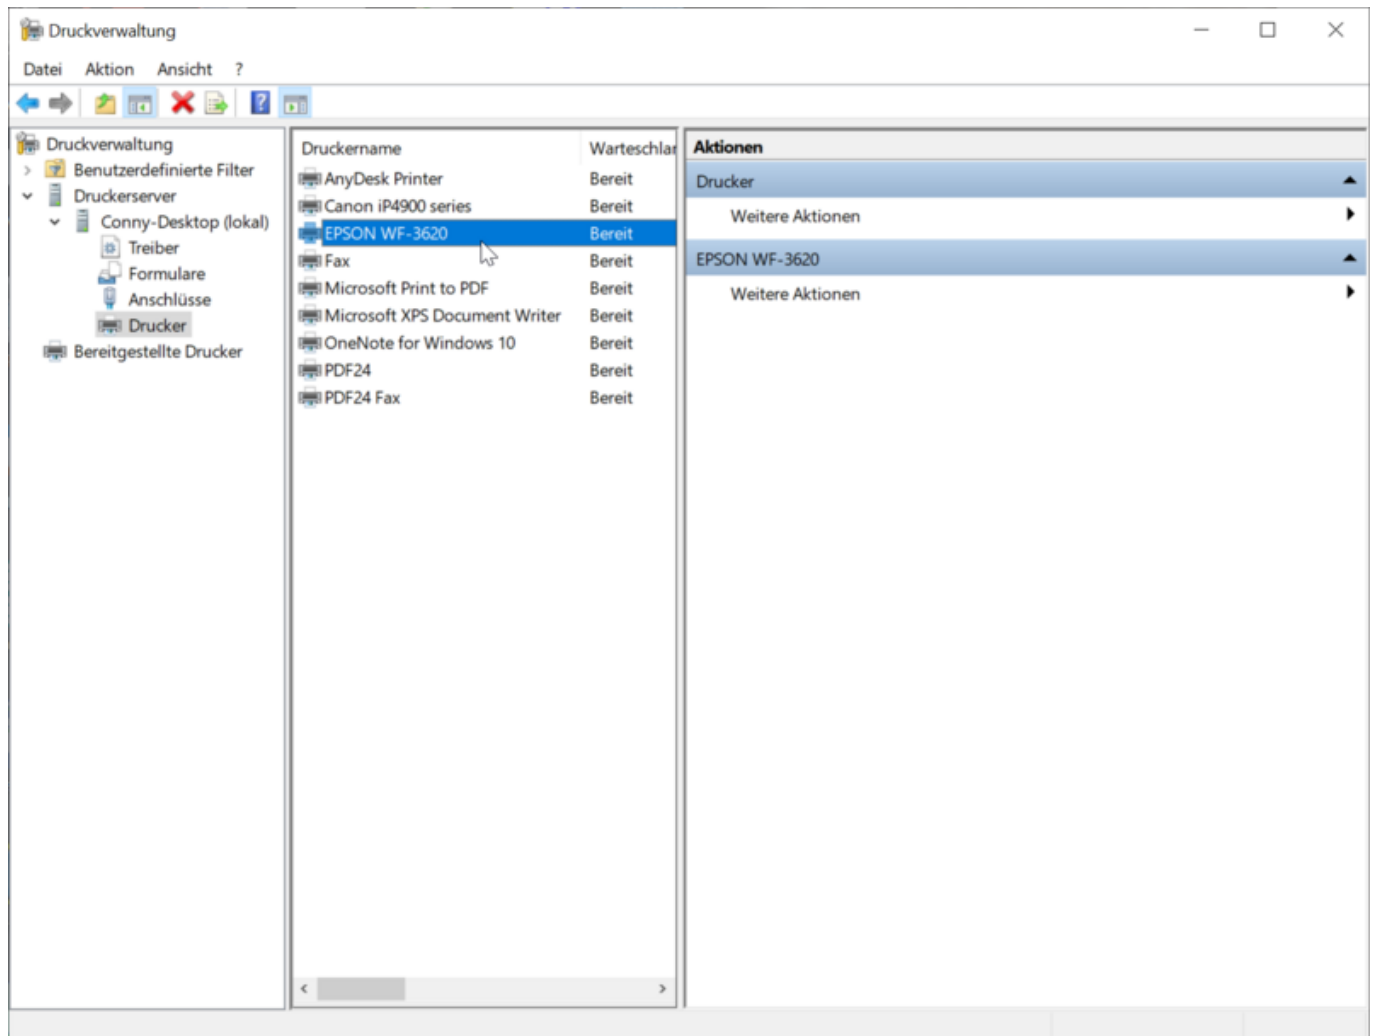 Druckverwaltung
Datei Aktion Ansicht ?
Druckverwaltung
Benutzerdefinierte Filter
Druckerserver
Conny-Desktop (lokal)
Treiber
Formulare
Anschlüsse
Drucker
Bereitgestellte Drucker
Druckername Warteschlan
AnyDesk Printer Bereit
Canon iP4900 series Bereit
EPSON WF-3620 Bereit
Fax Bereit
Microsoft Print to PDF Bereit
Microsoft XPS Document Writer Bereit
OneNote for Windows 10 Bereit
PDF24 Bereit
PDF24 Fax Bereit
Aktionen
Drucker
Weitere Aktionen
EPSON WF-3620
Weitere Aktionen